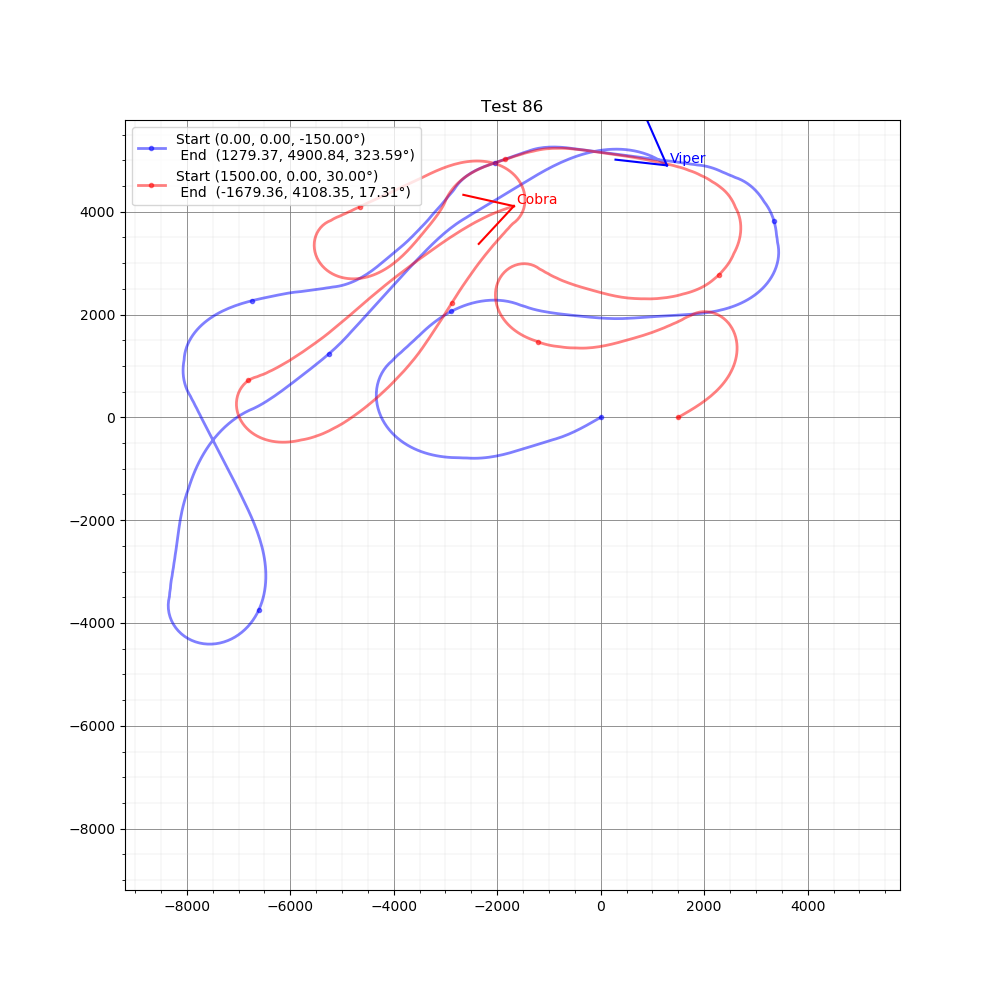 Test 86
Start (0.00, 0.00, -150.00°)
End  (1279.37, 4900.84, 323.59°)
Start (1500.00, 0.00, 30.00°)
End  (-1679.36, 4108.35, 17.31°)
Viper
Cobra
4000
2000
0
−2000
−4000
−6000
−8000
−8000 −6000 −4000 −2000 0 2000 4000